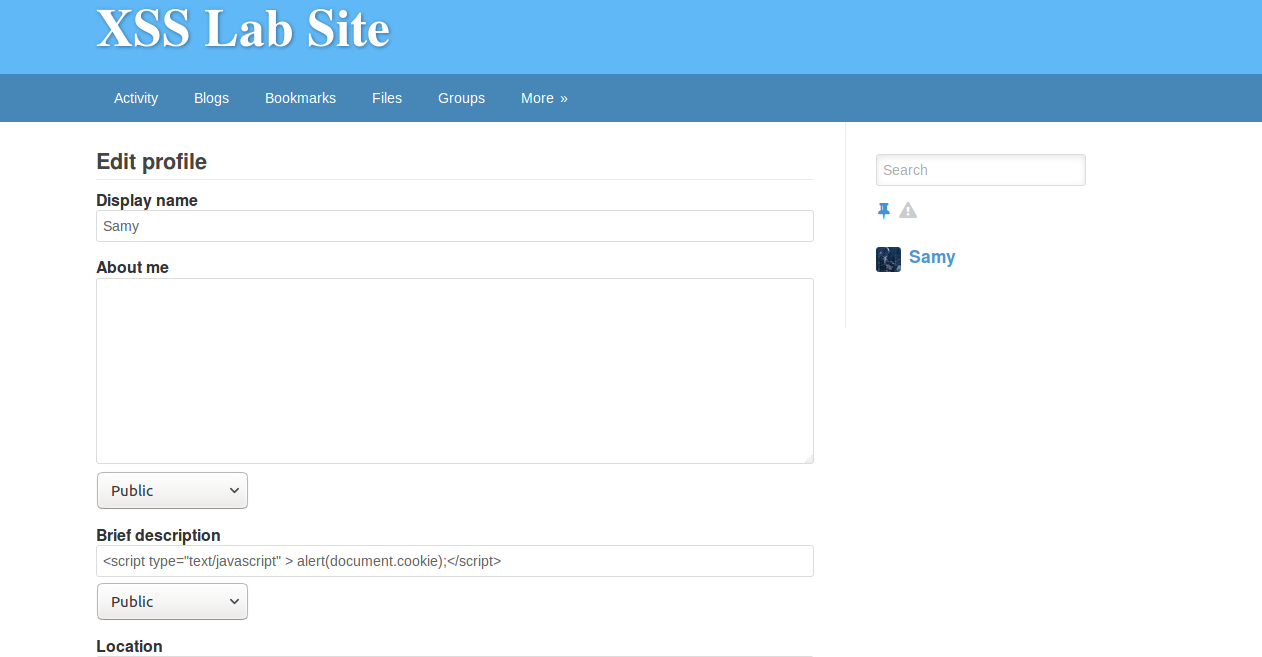 XSS Lab Site
Activity Blogs Bookmarks Files Groups More »
Edit profile
Display name
Samy
About me
Public
Brief description
<script type="text/javascript" > alert(document.cookie);</script>
Public
Location
Search
Samy